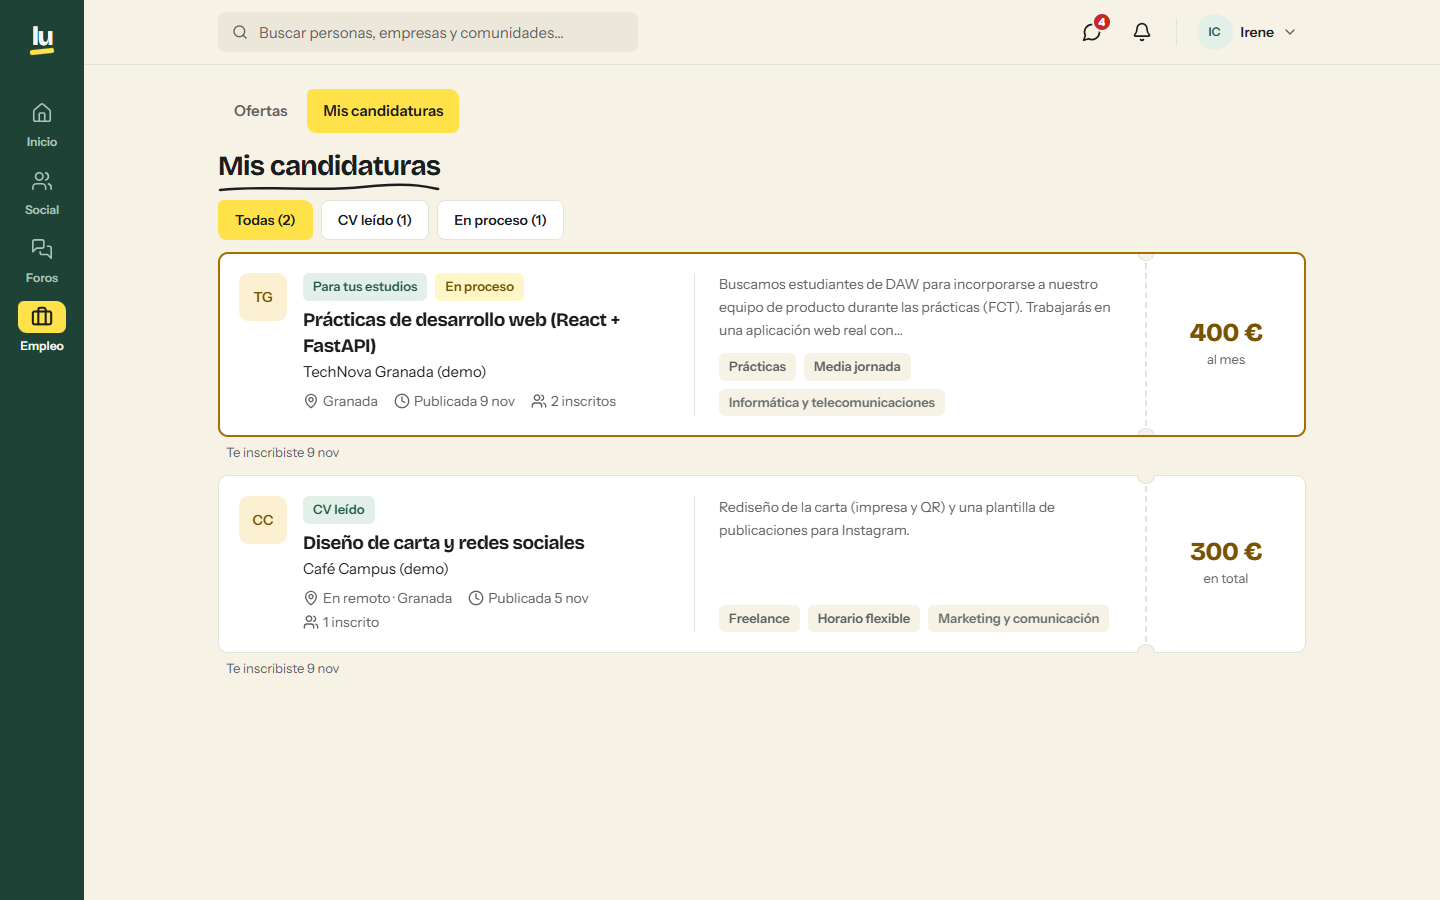 lu
Buscar personas, empresas y comunidades...
4
IC
Irene
Inicio
Social
Foros
Empleo
Ofertas
Mis candidaturas
Mis candidaturas
Todas (2)
CV leído (1)
En proceso (1)
TG
Para tus estudios
En proceso
Prácticas de desarrollo web (React +
FastAPI)
TechNova Granada (demo)
Granada
Publicada 9 nov
2 inscritos
Buscamos estudiantes de DAW para incorporarse a nuestro
equipo de producto durante las prácticas (FCT). Trabajarás en
una aplicación web real con...
Prácticas
Media jornada
Informática y telecomunicaciones
400 €
al mes
Te inscribiste 9 nov
CC
CV leído
Diseño de carta y redes sociales
Café Campus (demo)
En remoto · Granada
Publicada 5 nov
1 inscrito
Rediseño de la carta (impresa y QR) y una plantilla de
publicaciones para Instagram.
Freelance
Horario flexible
Marketing y comunicación
300 €
en total
Te inscribiste 9 nov